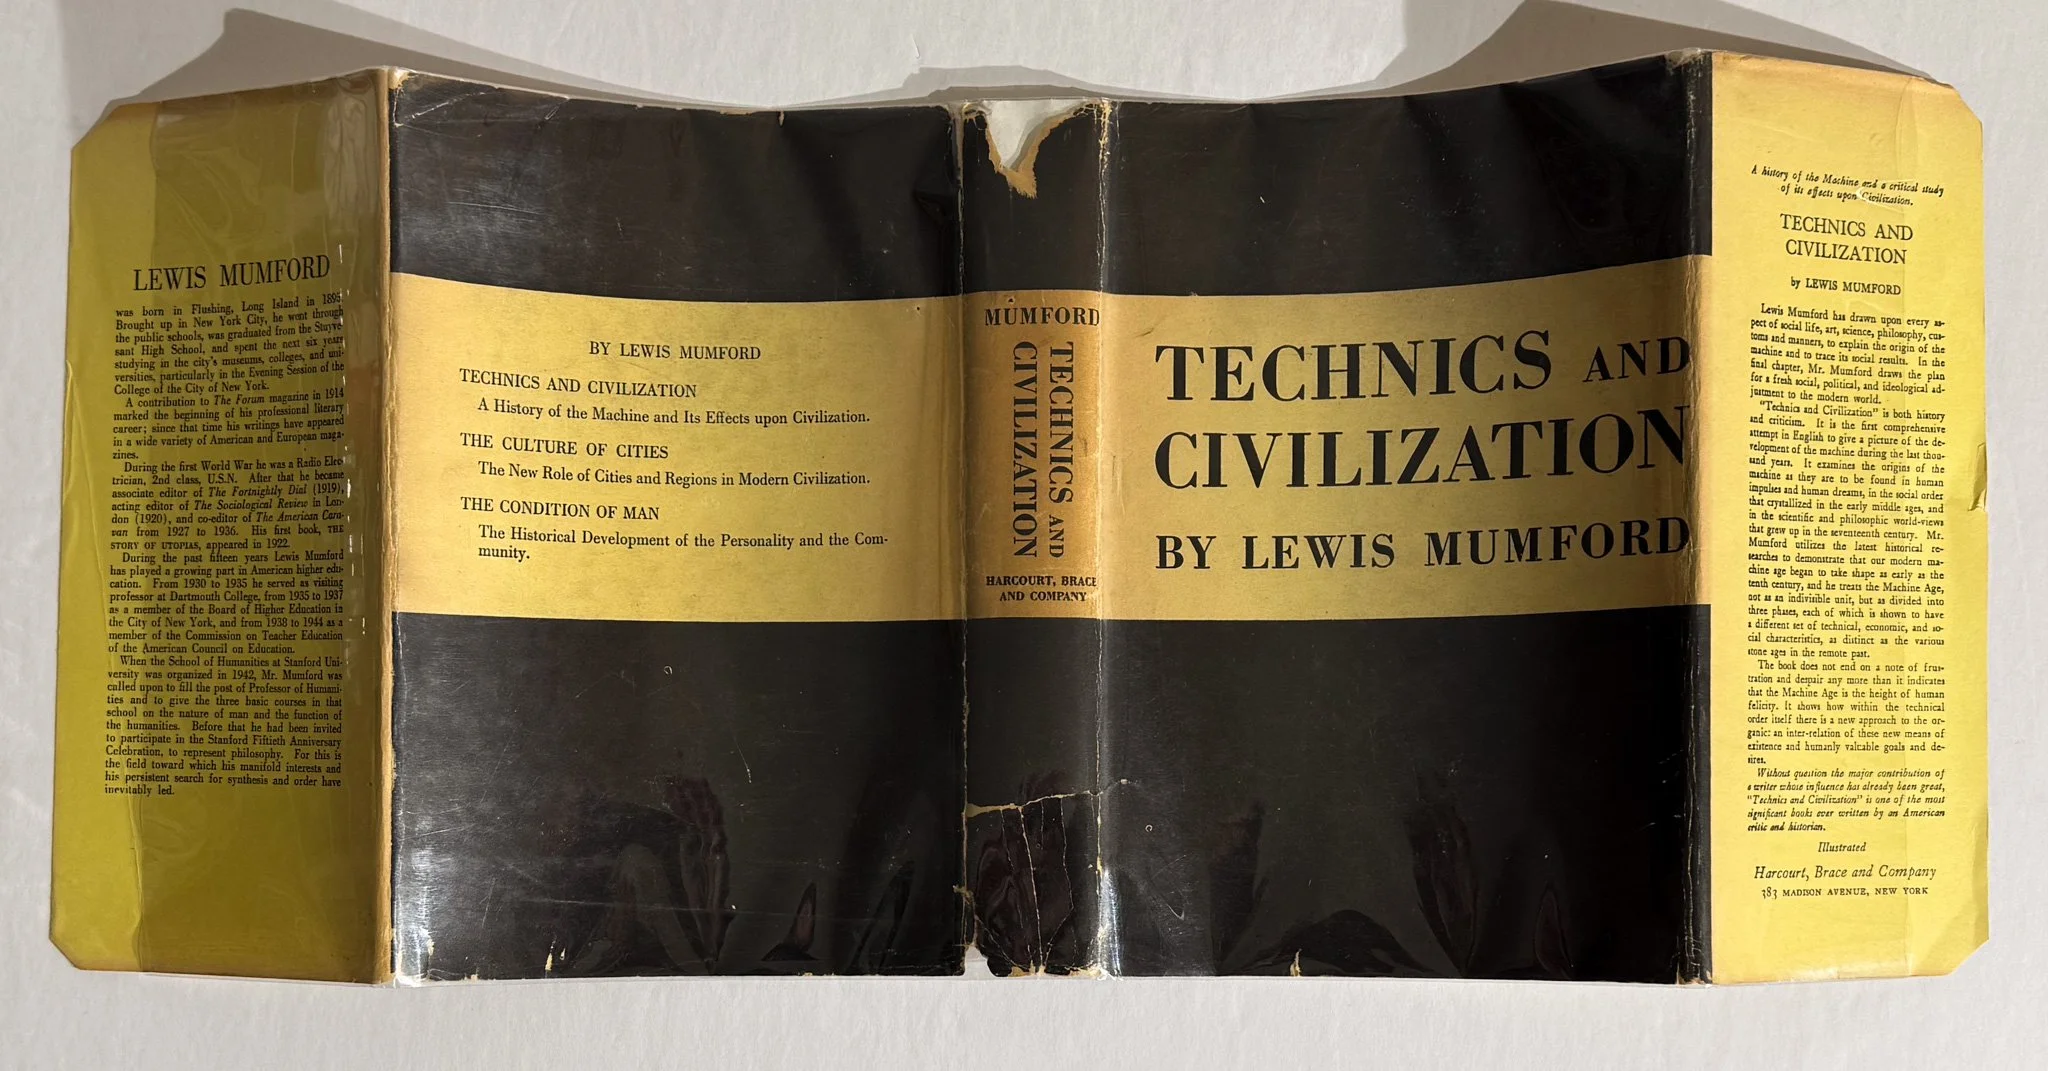 LEWIS MUMFORD
was born in Flushing, Long Island in 1895.
Brought up in New York City, he went through
the public schools, was graduated from the Stuyve-
sant High School, and spent the next six years
studying in the city's museums, colleges, and uni-
versities, particularly in the Evening Session of the
College of the City of New York.
A contribution to The Forum magazine in 1914
marked the beginning of his professional literary
career; since that time his writings have appeared
in a wide variety of American and European maga-
zines.
During the first World War he was a Radio Elec-
trician, 2nd class, U.S.N. After that he became
associate editor of The Fortnightly Dial (1919),
acting editor of The Sociological Review in Lon-
don (1920), and co-editor of The American Cara-
van from 1927 to 1936. His first book, THE
STORY OF UTOPIAS, appeared in 1922.
During the past fifteen years Lewis Mumford
has played a growing part in American higher edu-
cation. From 1930 to 1935 he served as visiting
professor at Dartmouth College, from 1935 to 1937
as a member of the Board of Higher Education in
the City of New York, and from 1938 to 1944 as a
member of the Commission on Teacher Education
of the American Council on Education.
When the School of Humanities at Stanford Uni-
versity was organized in 1942, Mr. Mumford was
called upon to fill the post of Professor of Humani-
ties and to give the three basic courses in that
school on the nature of man and the function of
the humanities. Before that he had been invited
to participate in the Stanford Fiftieth Anniversary
Celebration, to represent philosophy. For this is
the field toward which his manifold interests and
his persistent search for synthesis and order have
inevitably led.
BY LEWIS MUMFORD
TECHNICS AND CIVILIZATION
A History of the Machine and Its Effects upon Civilization.
THE CULTURE OF CITIES
The New Role of Cities and Regions in Modern Civilization.
THE CONDITION OF MAN
The Historical Development of the Personality and the Com-
munity.
MUMFORD
TECHNICS AND
CIVILIZATION
HARCOURT, BRACE
AND COMPANY
TECHNICS AND
CIVILIZATION
BY LEWIS MUMFORD
A history of the Machine and a critical study
of its effects upon Civilization.
TECHNICS AND
CIVILIZATION
by LEWIS MUMFORD
Lewis Mumford has drawn upon every as-
pect of social life, art, science, philosophy, cus-
toms and manners, to explain the origin of the
machine and to trace its social results. In the
final chapter, Mr. Mumford draws the plan
for a fresh social, political, and ideological ad-
justment to the modern world.
"Technics and Civilization" is both history
and criticism. It is the first comprehensive
attempt in English to give a picture of the de-
velopment of the machine during the last thou-
sand years. It examines the origins of the
machine as they are to be found in human
impulses and human dreams, in the social order
that crystallized in the early middle ages, and
in the scientific and philosophic world-views
that grew up in the seventeenth century. Mr.
Mumford utilizes the latest historical re-
searches to demonstrate that our modern ma-
chine age began to take shape as early as the
tenth century, and he treats the Machine Age,
not as an indivisible unit, but as divided into
three phases, each of which is shown to have
a different set of technical, economic, and so-
cial characteristics, as distinct as the various
stone ages in the remote past.
The book does not end on a note of frus-
tration and despair any more than it indicates
that the Machine Age is the height of human
felicity. It shows how within the technical
order itself there is a new approach to the or-
ganic: an inter-relation of these new means of
existence and humanly valuable goals and de-
sires.
Without question the major contribution of
a writer whose influence has already been great,
"Technics and Civilization" is one of the most
significant books ever written by an American
critic and historian.
Illustrated
Harcourt, Brace and Company
383 MADISON AVENUE, NEW YORK